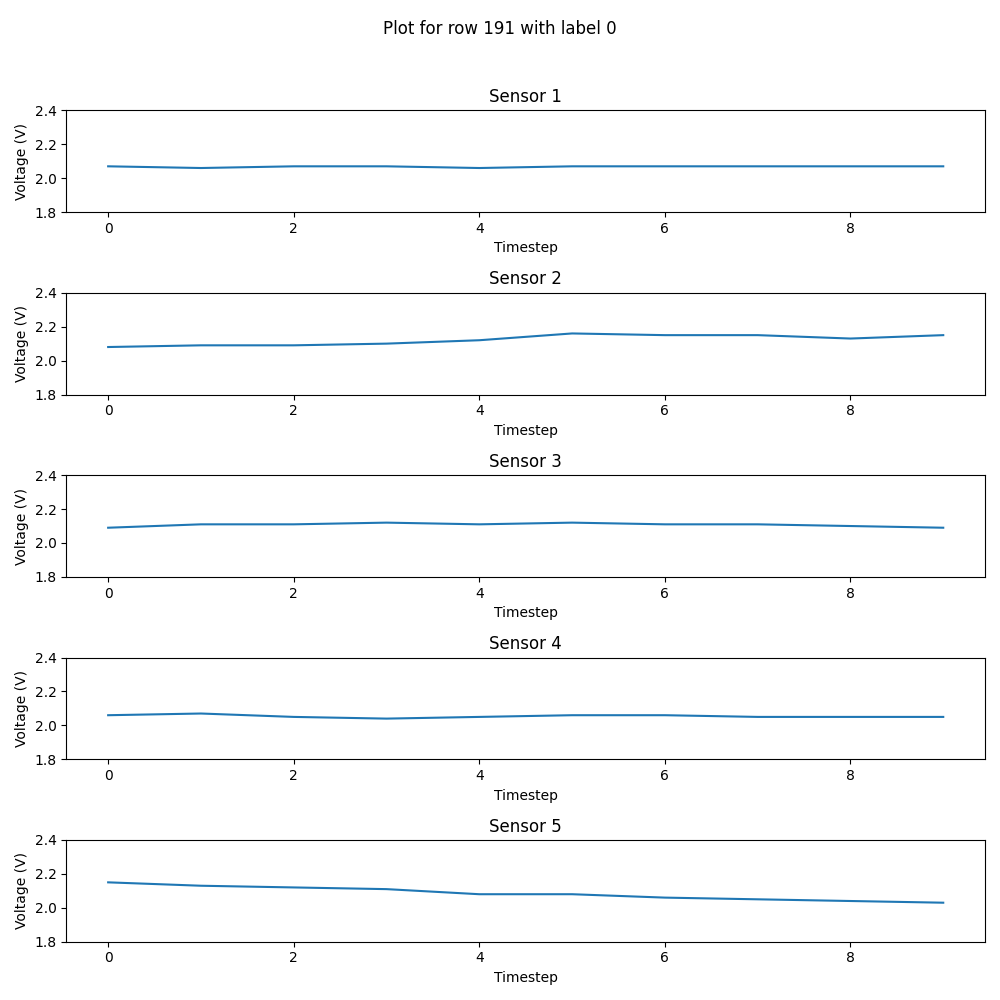 Plot for row 191 with label 0
Sensor 1
Voltage (V)
2.4
2.2
2.0
1.8
0 2 4 6 8
Timestep
Sensor 2
Voltage (V)
2.4
2.2
2.0
1.8
0 2 4 6 8
Timestep
Sensor 3
Voltage (V)
2.4
2.2
2.0
1.8
0 2 4 6 8
Timestep
Sensor 4
Voltage (V)
2.4
2.2
2.0
1.8
0 2 4 6 8
Timestep
Sensor 5
Voltage (V)
2.4
2.2
2.0
1.8
0 2 4 6 8
Timestep